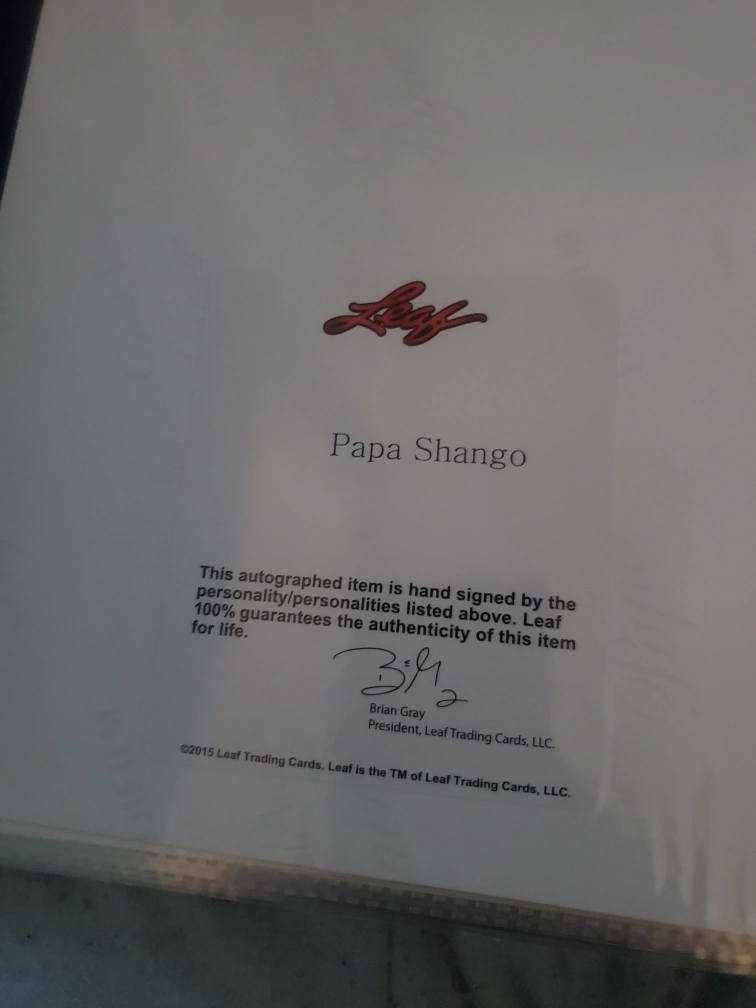 Leaf
Papa Shango
This autographed item is hand signed by the
personality/personalities listed above. Leaf
100% guarantees the authenticity of this item
for life.
Brian Gray
President, Leaf Trading Cards, LLC.
©2015 Leaf Trading Cards. Leaf is the TM of Leaf Trading Cards, LLC.